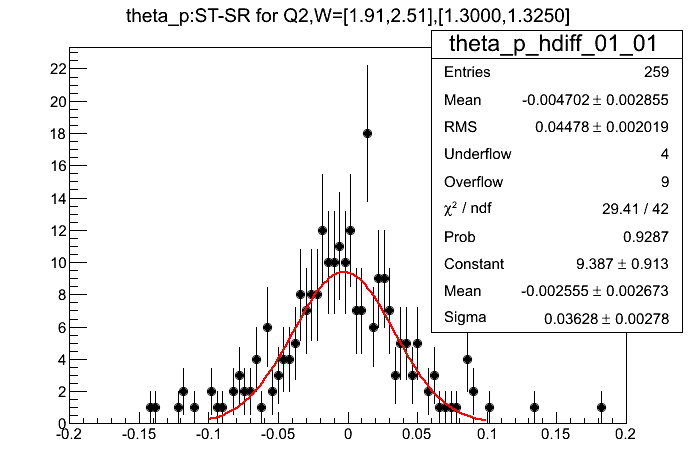 theta_p:ST-SR for Q2,W=[1.91,2.51],[1.3000,1.3250]
theta_p_hdiff_01_01
Entries 259
Mean -0.004702 ± 0.002855
RMS 0.04478 ± 0.002019
Underflow 4
Overflow 9
χ² / ndf 29.41 / 42
Prob 0.9287
Constant 9.387 ± 0.913
Mean -0.002555 ± 0.002673
Sigma 0.03628 ± 0.00278
22
20
18
16
14
12
10
8
6
4
2
0
-0.2 -0.15 -0.1 -0.05 0 0.05 0.1 0.15 0.2